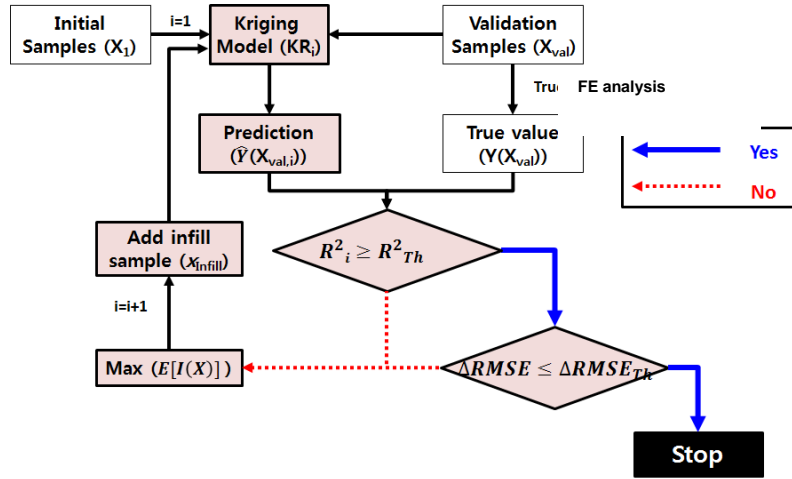 Initial
Samples (X₁)
i=1
Kriging
Model (KRᵢ)
Validation
Samples (Xval)
True
FE analysis
Prediction
(Ŷ(Xval,i))
True value
(Y(Xval))
Yes
No
Add infill
sample (xInfill)
R²ᵢ ≥ R²Th
i=i+1
Max (E[I(X)])
ΔRMSE ≤ ΔRMSETh
Stop